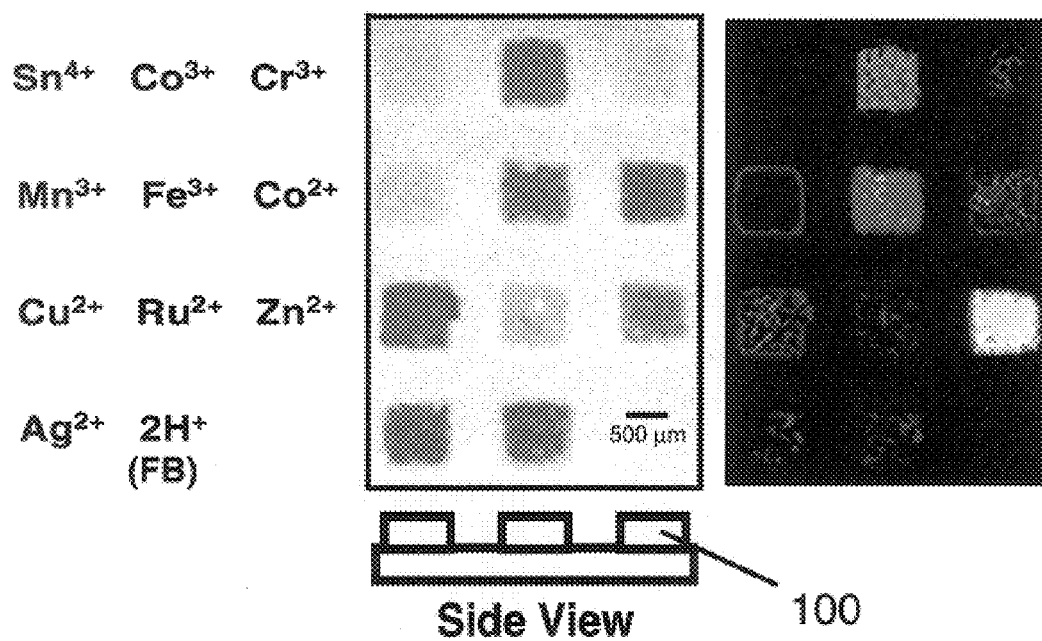 Sn4+ Co3+ Cr3+
Mn3+ Fe3+ Co2+
Cu2+ Ru2+ Zn2+
Ag2+ 2H+
(FB)
500 µm
100
Side View